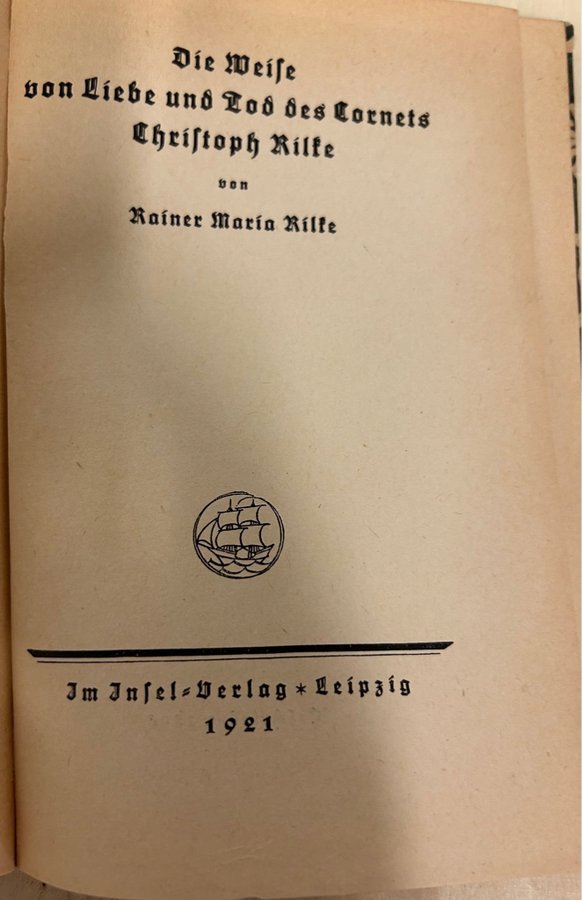 Die Weiſe
von Liebe und Tod des Cornets
Chriſtoph Rilke
von
Rainer Maria Rilke
Im Inſel-Verlag * Leipzig
1921